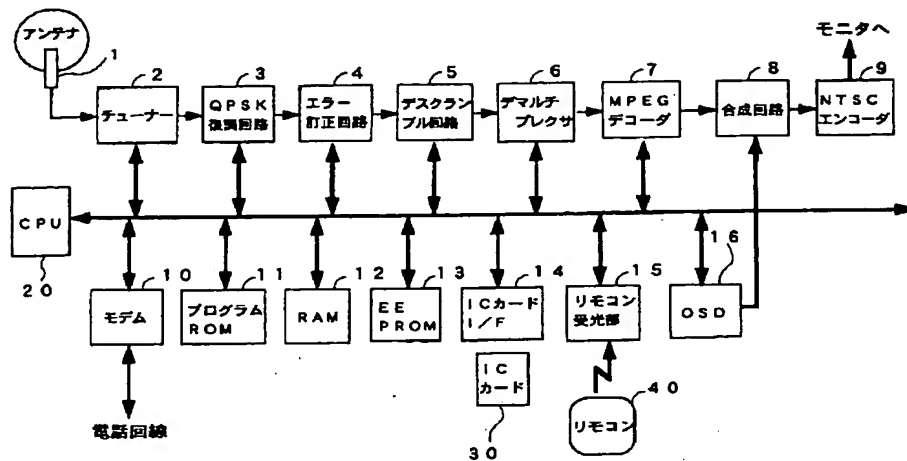 アンテナ
1
2
3
4
5
6
7
8
9
モニタへ
チューナー
QPSK
復調回路
エラー
訂正回路
デスクラン
ブル回路
デマルチ
プレクサ
MPEG
デコーダ
合成回路
NTSC
エンコーダ
CPU
20
10
11
12
13
14
15
16
モデム
プログラム
ROM
RAM
EE
PROM
ICカード
I/F
リモコン
受光部
OSD
IC
カード
30
40
リモコン
電話回線